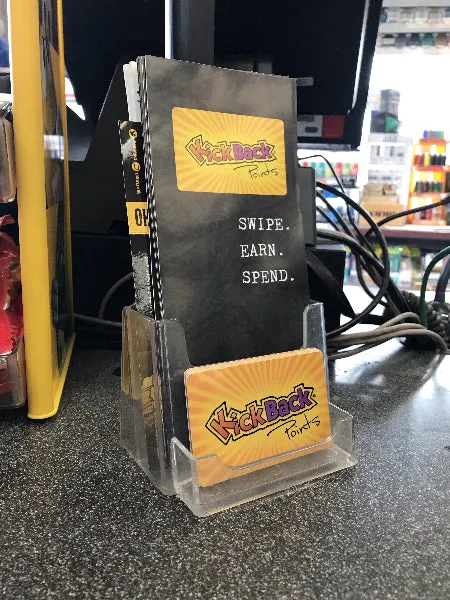 KickBack
Points
SWIPE.
EARN.
SPEND.
KickBack
Points